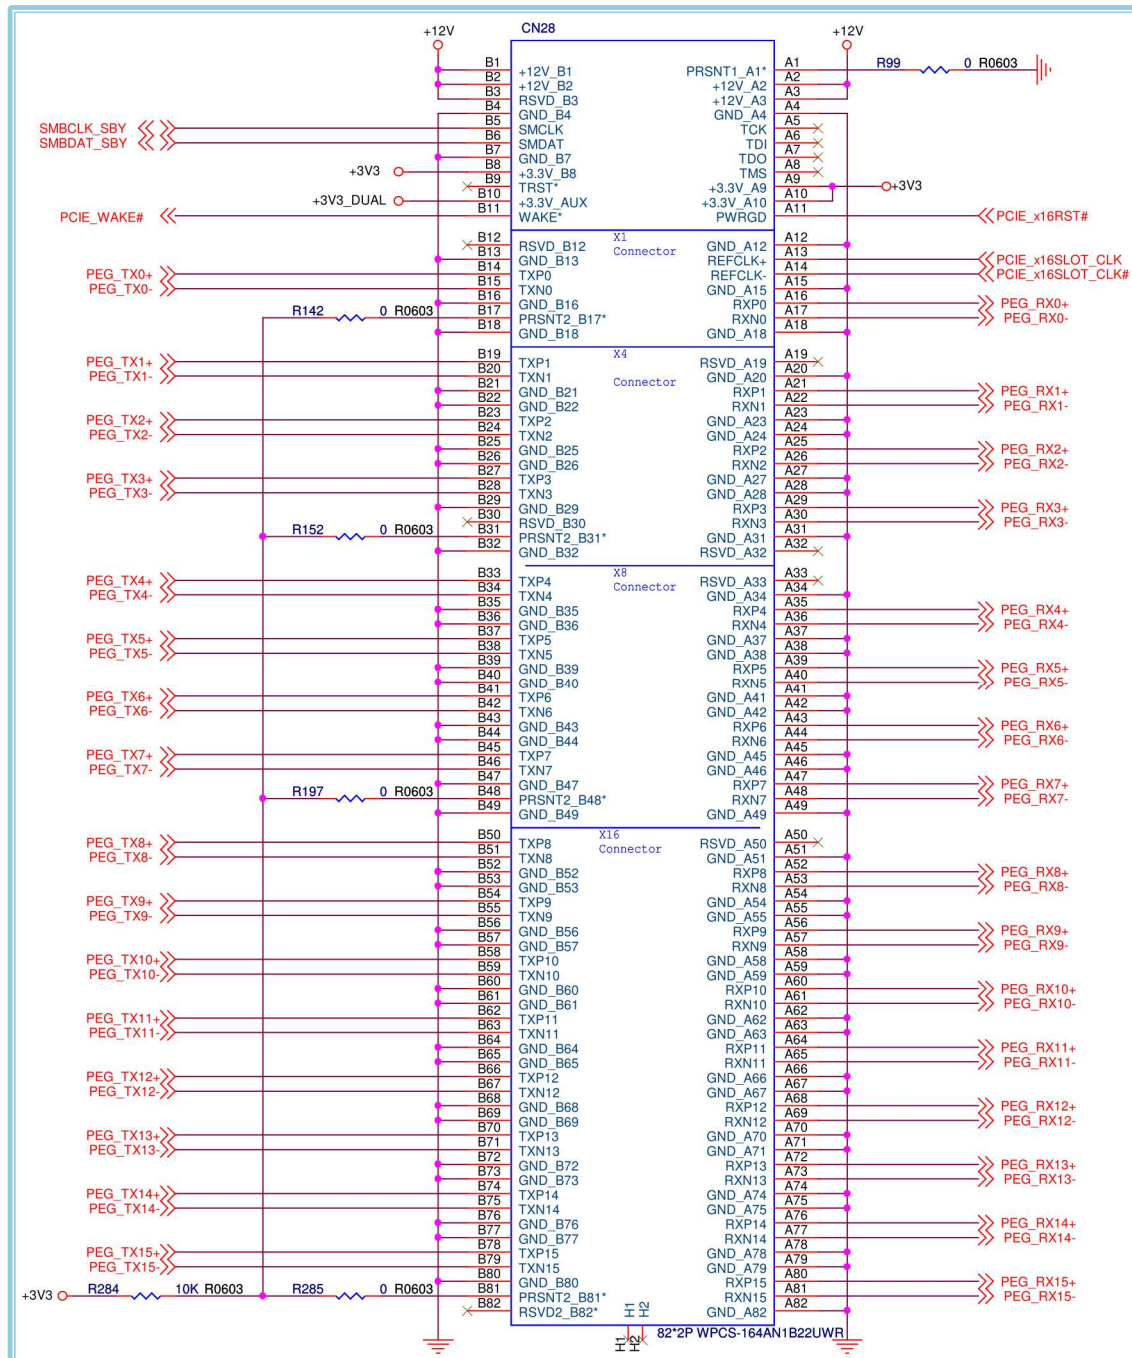 CN28
+12V +12V
B1 +12V_B1 PRSNT1_A1* A1 R99 0 R0603
B2 +12V_B2 +12V_A2 A2
B3 RSVD_B3 +12V_A3 A3
B4 GND_B4 GND_A4 A4
SMBCLK_SBY B5 SMCLK TCK A5
SMBDAT_SBY B6 SMDAT TDI A6
B7 GND_B7 TDO A7
+3V3 B8 +3.3V_B8 TMS A8
B9 TRST* +3.3V_A9 A9 +3V3
+3V3_DUAL B10 +3.3V_AUX +3.3V_A10 A10
PCIE_WAKE# B11 WAKE* PWRGD A11 PCIE_x16RST#
X1
Connector
B12 RSVD_B12 GND_A12 A12
B13 GND_B13 REFCLK+ A13 PCIE_x16SLOT_CLK
PEG_TX0+ B14 TXP0 REFCLK- A14 PCIE_x16SLOT_CLK#
PEG_TX0- B15 TXN0 GND_A15 A15
B16 GND_B16 RXP0 A16 PEG_RX0+
R142 0 R0603 B17 PRSNT2_B17* RXN0 A17 PEG_RX0-
B18 GND_B18 GND_A18 A18
X4
Connector
PEG_TX1+ B19 TXP1 RSVD_A19 A19
PEG_TX1- B20 TXN1 GND_A20 A20
B21 GND_B21 RXP1 A21 PEG_RX1+
B22 GND_B22 RXN1 A22 PEG_RX1-
PEG_TX2+ B23 TXP2 GND_A23 A23
PEG_TX2- B24 TXN2 GND_A24 A24
B25 GND_B25 RXP2 A25 PEG_RX2+
B26 GND_B26 RXN2 A26 PEG_RX2-
PEG_TX3+ B27 TXP3 GND_A27 A27
PEG_TX3- B28 TXN3 GND_A28 A28
B29 GND_B29 RXP3 A29 PEG_RX3+
B30 RSVD_B30 RXN3 A30 PEG_RX3-
R152 0 R0603 B31 PRSNT2_B31* GND_A31 A31
B32 GND_B32 RSVD_A32 A32
X8
Connector
PEG_TX4+ B33 TXP4 RSVD_A33 A33
PEG_TX4- B34 TXN4 GND_A34 A34
B35 GND_B35 RXP4 A35 PEG_RX4+
B36 GND_B36 RXN4 A36 PEG_RX4-
PEG_TX5+ B37 TXP5 GND_A37 A37
PEG_TX5- B38 TXN5 GND_A38 A38
B39 GND_B39 RXP5 A39 PEG_RX5+
B40 GND_B40 RXN5 A40 PEG_RX5-
PEG_TX6+ B41 TXP6 GND_A41 A41
PEG_TX6- B42 TXN6 GND_A42 A42
B43 GND_B43 RXP6 A43 PEG_RX6+
B44 GND_B44 RXN6 A44 PEG_RX6-
PEG_TX7+ B45 TXP7 GND_A45 A45
PEG_TX7- B46 TXN7 GND_A46 A46
B47 GND_B47 RXP7 A47 PEG_RX7+
R197 0 R0603 B48 PRSNT2_B48* RXN7 A48 PEG_RX7-
B49 GND_B49 GND_A49 A49
X16
Connector
PEG_TX8+ B50 TXP8 RSVD_A50 A50
PEG_TX8- B51 TXN8 GND_A51 A51
B52 GND_B52 RXP8 A52 PEG_RX8+
B53 GND_B53 RXN8 A53 PEG_RX8-
PEG_TX9+ B54 TXP9 GND_A54 A54
PEG_TX9- B55 TXN9 GND_A55 A55
B56 GND_B56 RXP9 A56 PEG_RX9+
B57 GND_B57 RXN9 A57 PEG_RX9-
PEG_TX10+ B58 TXP10 GND_A58 A58
PEG_TX10- B59 TXN10 GND_A59 A59
B60 GND_B60 RXP10 A60 PEG_RX10+
B61 GND_B61 RXN10 A61 PEG_RX10-
PEG_TX11+ B62 TXP11 GND_A62 A62
PEG_TX11- B63 TXN11 GND_A63 A63
B64 GND_B64 RXP11 A64 PEG_RX11+
B65 GND_B65 RXN11 A65 PEG_RX11-
PEG_TX12+ B66 TXP12 GND_A66 A66
PEG_TX12- B67 TXN12 GND_A67 A67
B68 GND_B68 RXP12 A68 PEG_RX12+
B69 GND_B69 RXN12 A69 PEG_RX12-
PEG_TX13+ B70 TXP13 GND_A70 A70
PEG_TX13- B71 TXN13 GND_A71 A71
B72 GND_B72 RXP13 A72 PEG_RX13+
B73 GND_B73 RXN13 A73 PEG_RX13-
PEG_TX14+ B74 TXP14 GND_A74 A74
PEG_TX14- B75 TXN14 GND_A75 A75
B76 GND_B76 RXP14 A76 PEG_RX14+
B77 GND_B77 RXN14 A77 PEG_RX14-
PEG_TX15+ B78 TXP15 GND_A78 A78
PEG_TX15- B79 TXN15 GND_A79 A79
B80 GND_B80 RXP15 A80 PEG_RX15+
+3V3 R284 10K R0603 R285 0 R0603 B81 PRSNT2_B81* RXN15 A81 PEG_RX15-
B82 RSVD2_B82* H1 H2 GND_A82 A82
H1 H2 82*2P WPCS-164AN1B22UWR